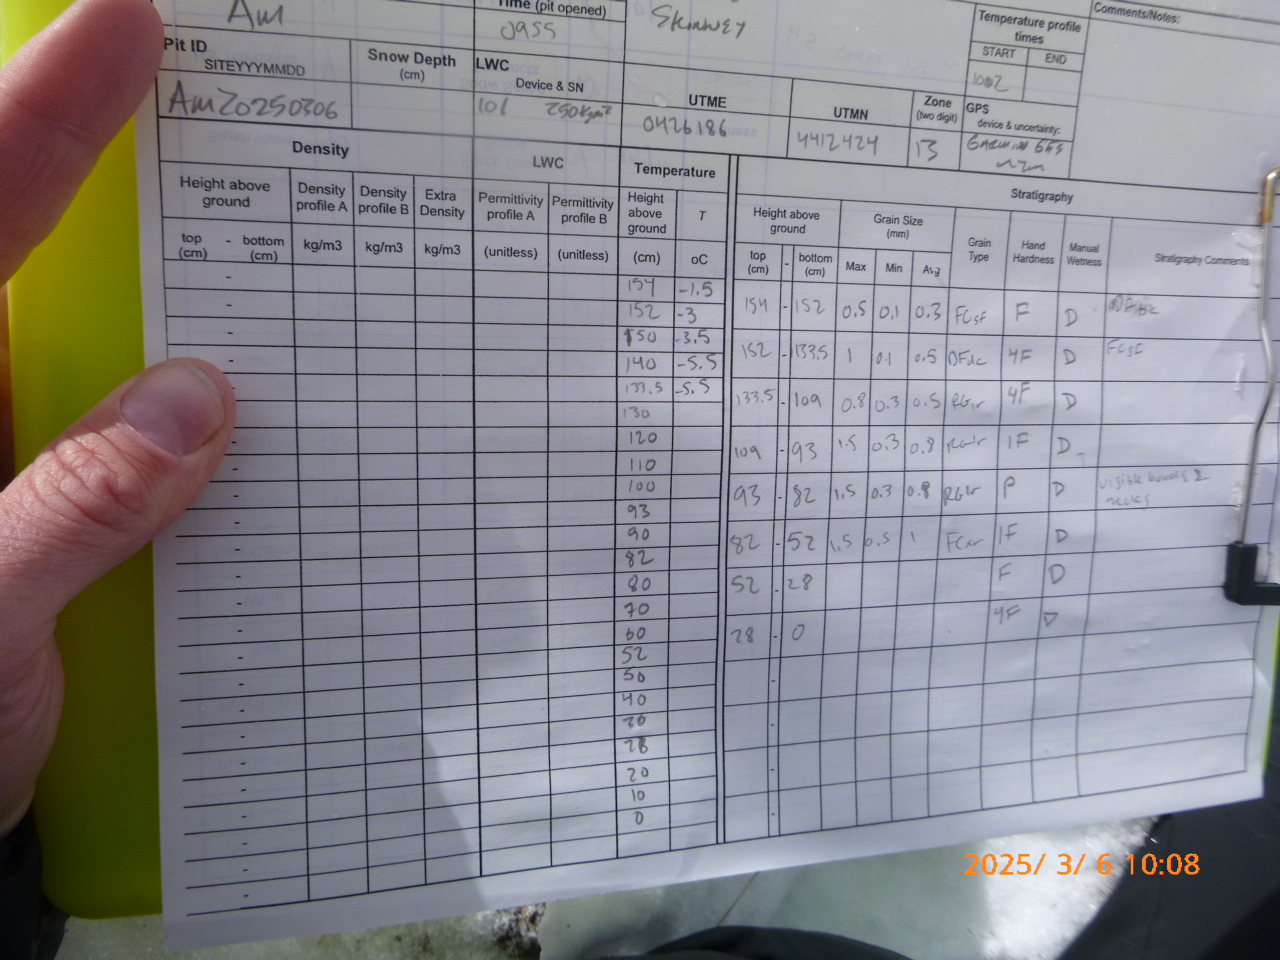 Am
Time (pit opened)
0955
Skinway
Temperature profile times
START END
1002
Comments/Notes:
Pit ID
SITEYYYMMDD
Am20250306
Snow Depth
(cm)
LWC
Device & SN
101 250kgm²
UTME
0426186
UTMN
4412424
Zone
(two digit)
13
GPS
device & uncertainty:
Garmin 66s
~2m
Density
LWC
Temperature
Stratigraphy
Height above ground
Density profile A
Density profile B
Extra Density
Permittivity profile A
Permittivity profile B
Height above ground
T
Height above ground
Grain Size
(mm)
Grain Type
Hand Hardness
Manual Wetness
Stratigraphy Comments
top (cm) - bottom (cm)
kg/m3 kg/m3 kg/m3 (unitless) (unitless) (cm) oC
top (cm) - bottom (cm) Max Min Avg
154 -1.5
152 -3
150 -3.5
140 -5.5
133.5 -5.5
130
120
110
100
93
90
82
80
70
60
52
50
40
30
28
20
10
0
154 - 152 0.5 0.1 0.3 FCsf F D
152 - 133.5 1 0.1 0.5 DFdc 4F D FCsf
133.5 - 109 0.8 0.3 0.5 RGlr 4F D
109 - 93 1.5 0.3 0.8 RGlr 1F D
93 - 82 1.5 0.3 0.8 RGlr P D visible bonds & necks
82 - 52 1.5 0.5 1 FCxr 1F D
52 - 28 F D
28 - 0 4F D
2025/ 3/ 6 10:08